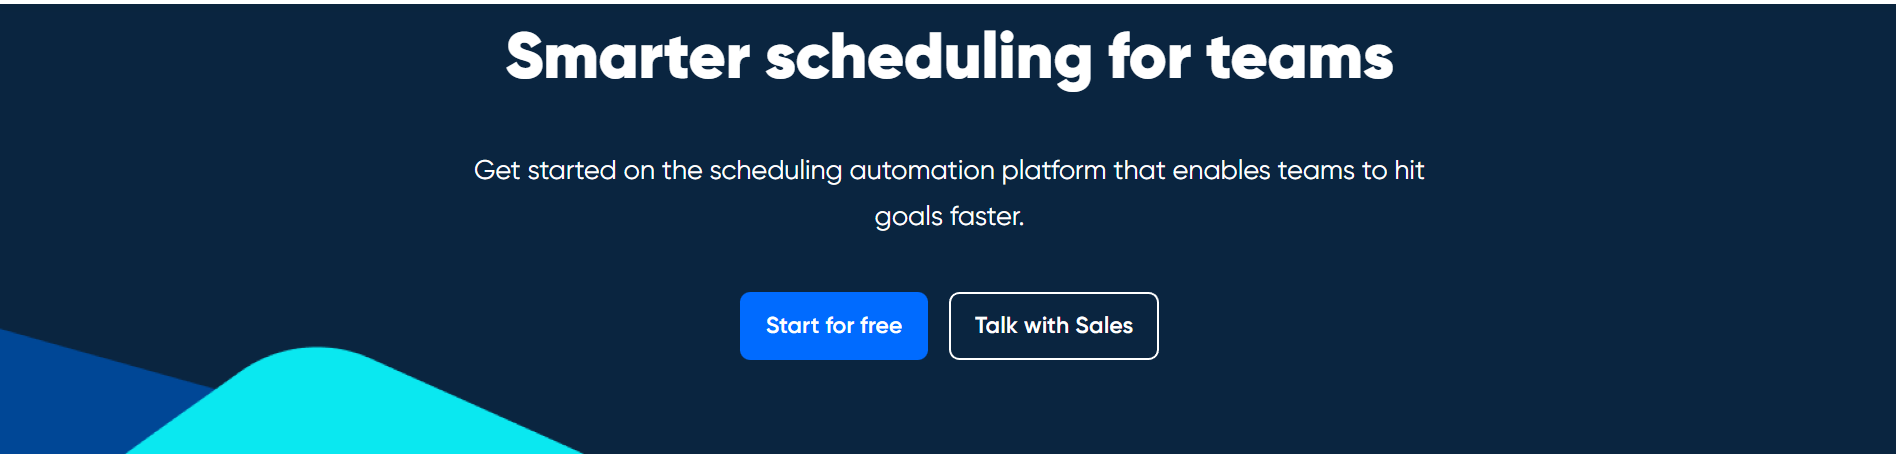 Smarter scheduling for teams
Get started on the scheduling automation platform that enables teams to hit
goals faster.
Start for free
Talk with Sales